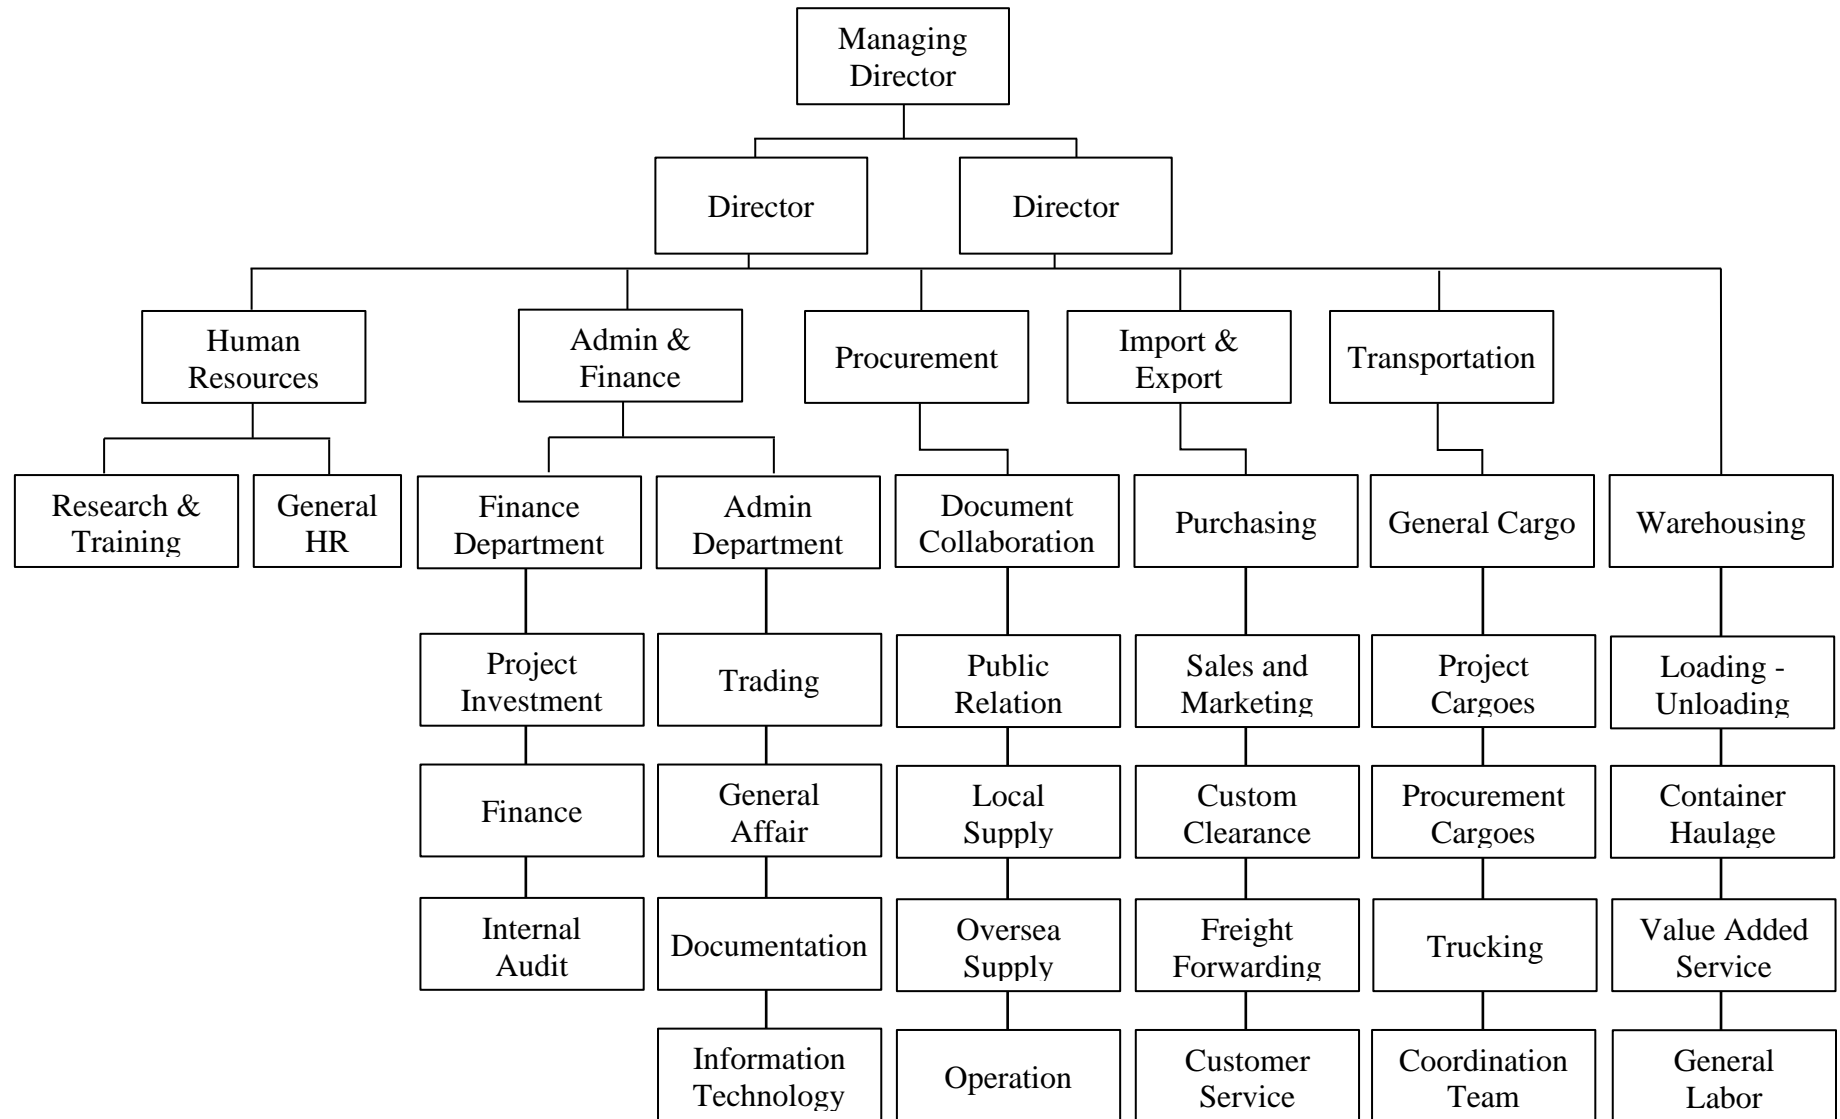 Managing
Director
Director
Director
Human
Resources
Admin &
Finance
Procurement
Import &
Export
Transportation
Research &
Training
General
HR
Finance
Department
Admin
Department
Document
Collaboration
Purchasing
General Cargo
Warehousing
Project
Investment
Trading
Public
Relation
Sales and
Marketing
Project
Cargoes
Loading -
Unloading
Finance
General
Affair
Local
Supply
Custom
Clearance
Procurement
Cargoes
Container
Haulage
Internal
Audit
Documentation
Oversea
Supply
Freight
Forwarding
Trucking
Value Added
Service
Information
Technology
Operation
Customer
Service
Coordination
Team
General
Labor